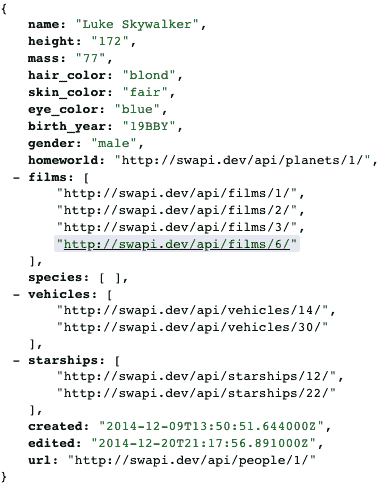 {
name: "Luke Skywalker",
height: "172",
mass: "77",
hair_color: "blond",
skin_color: "fair",
eye_color: "blue",
birth_year: "19BBY",
gender: "male",
homeworld: "http://swapi.dev/api/planets/1/",
- films: [
"http://swapi.dev/api/films/1/",
"http://swapi.dev/api/films/2/",
"http://swapi.dev/api/films/3/",
"http://swapi.dev/api/films/6/"
],
species: [ ],
- vehicles: [
"http://swapi.dev/api/vehicles/14/",
"http://swapi.dev/api/vehicles/30/"
],
- starships: [
"http://swapi.dev/api/starships/12/",
"http://swapi.dev/api/starships/22/"
],
created: "2014-12-09T13:50:51.644000Z",
edited: "2014-12-20T21:17:56.891000Z",
url: "http://swapi.dev/api/people/1/"
}